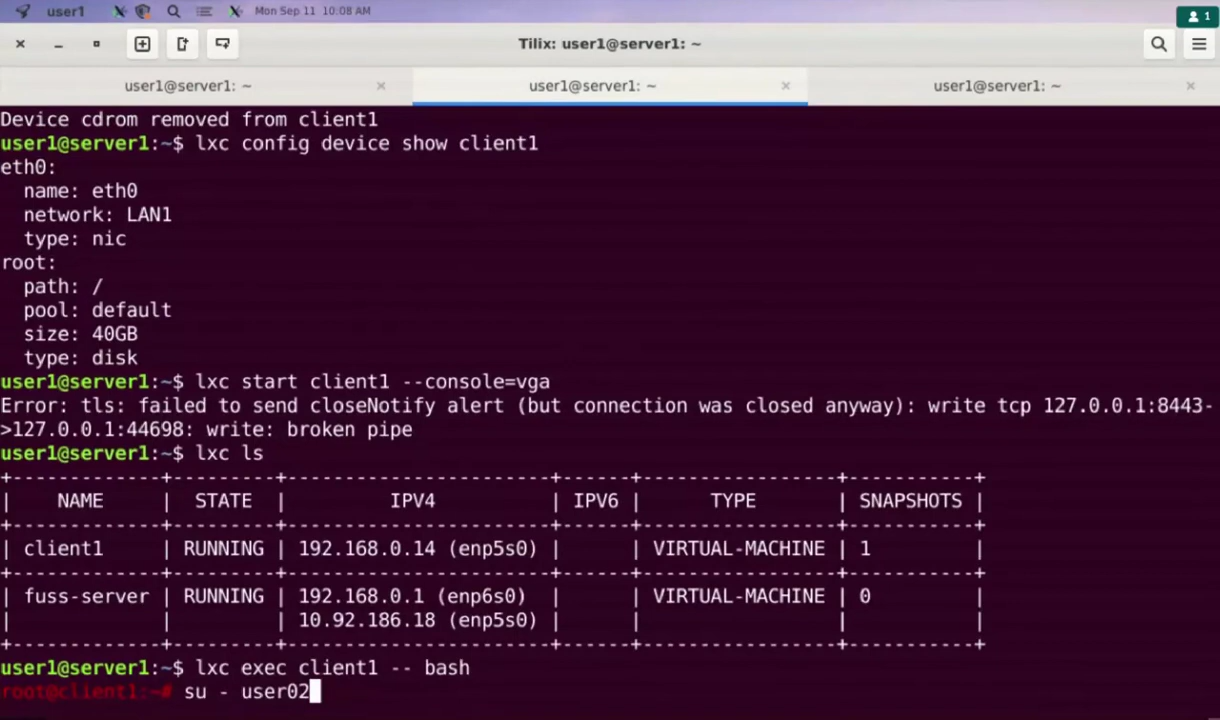 user1 Mon Sep 11 10:08 AM
1
Tilix: user1@server1: ~
user1@server1: ~ user1@server1: ~ user1@server1: ~
Device cdrom removed from client1
user1@server1:~$ lxc config device show client1
eth0:
  name: eth0
  network: LAN1
  type: nic
root:
  path: /
  pool: default
  size: 40GB
  type: disk
user1@server1:~$ lxc start client1 --console=vga
Error: tls: failed to send closeNotify alert (but connection was closed anyway): write tcp 127.0.0.1:8443-
>127.0.0.1:44698: write: broken pipe
user1@server1:~$ lxc ls
+-------------+---------+-----------------------+------+-----------------+-----------+
|    NAME     |  STATE  |         IPV4          | IPV6 |      TYPE       | SNAPSHOTS |
+-------------+---------+-----------------------+------+-----------------+-----------+
| client1     | RUNNING | 192.168.0.14 (enp5s0) |      | VIRTUAL-MACHINE | 1         |
+-------------+---------+-----------------------+------+-----------------+-----------+
| fuss-server | RUNNING | 192.168.0.1 (enp6s0)  |      | VIRTUAL-MACHINE | 0         |
|             |         | 10.92.186.18 (enp5s0) |      |                 |           |
+-------------+---------+-----------------------+------+-----------------+-----------+
user1@server1:~$ lxc exec client1 -- bash
root@client1:~# su - user02